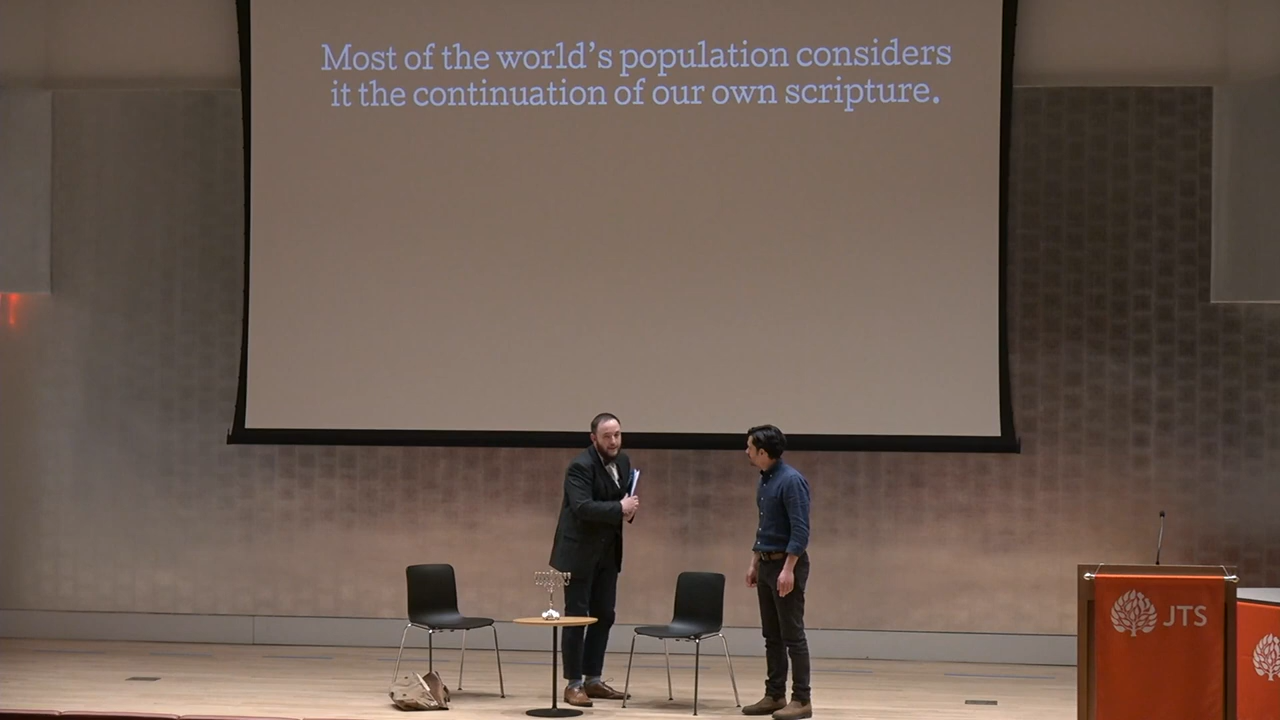 Most of the world's population considers
it the continuation of our own scripture.
JTS